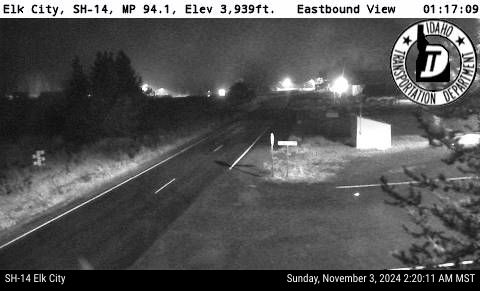 Elk City, SH-14, MP 94.1, Elev 3,939ft. Eastbound View 01:17:09
IDAHO
TRANSPORTATION DEPARTMENT
SH-14 Elk City Sunday, November 3, 2024 2:20:11 AM MST